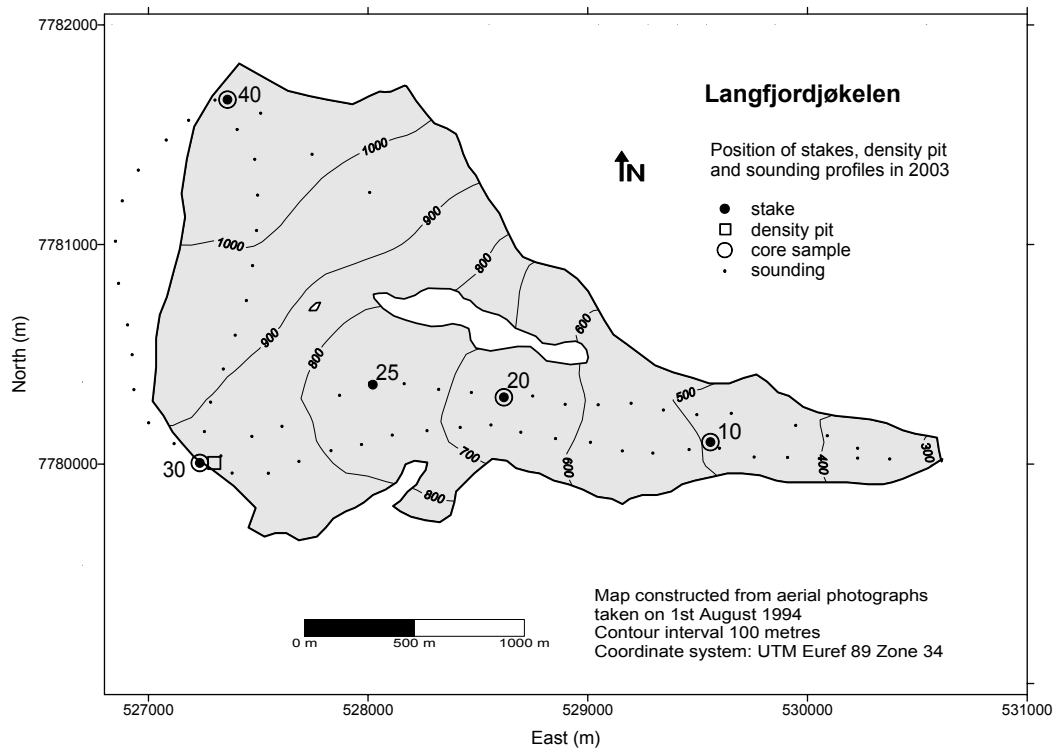 7782000
7781000
7780000
North (m)
40
1000
1000
900
900
800
800
600
25
20
10
500
30
700
600
400
300
800
Langfjordjøkelen
N
Position of stakes, density pit
and sounding profiles in 2003
stake
density pit
core sample
sounding
Map constructed from aerial photographs
taken on 1st August 1994
Contour interval 100 metres
Coordinate system: UTM Euref 89 Zone 34
0 m 500 m 1000 m
527000 528000 529000 530000 531000
East (m)